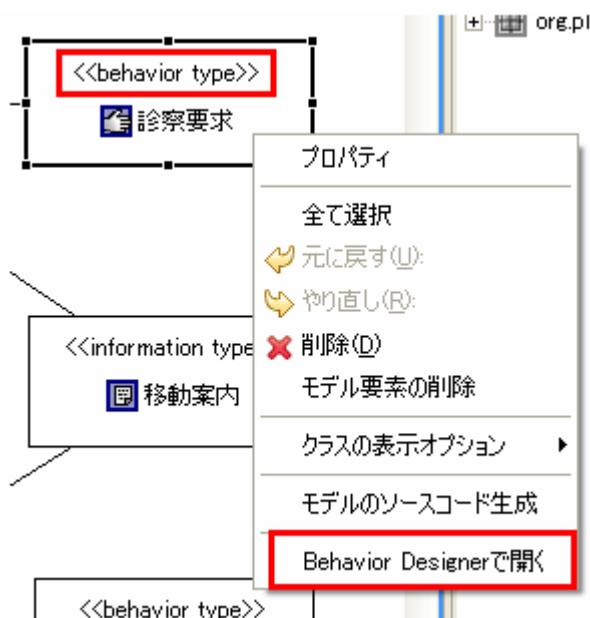 org.pl
<<behavior type>>
診察要求
プロパティ
全て選択
元に戻す(U):
やり直し(R):
削除(D)
モデル要素の削除
クラスの表示オプション
モデルのソースコード生成
Behavior Designerで開く
<<information type
移動案内
<<behavior type>>